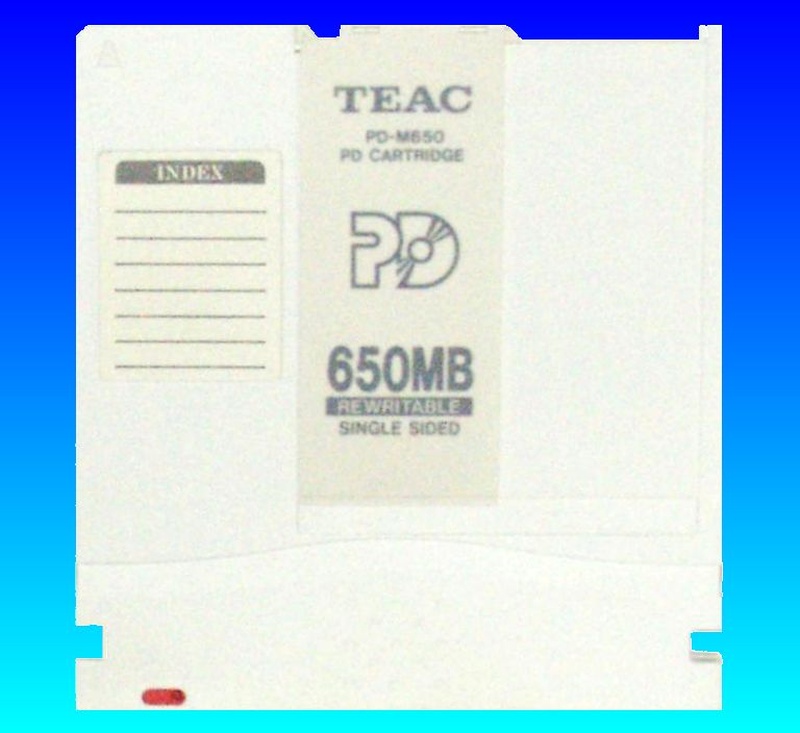 A
TEAC
PD-M650
PD CARTRIDGE
INDEX
PD
650MB
REWRITABLE
SINGLE SIDED